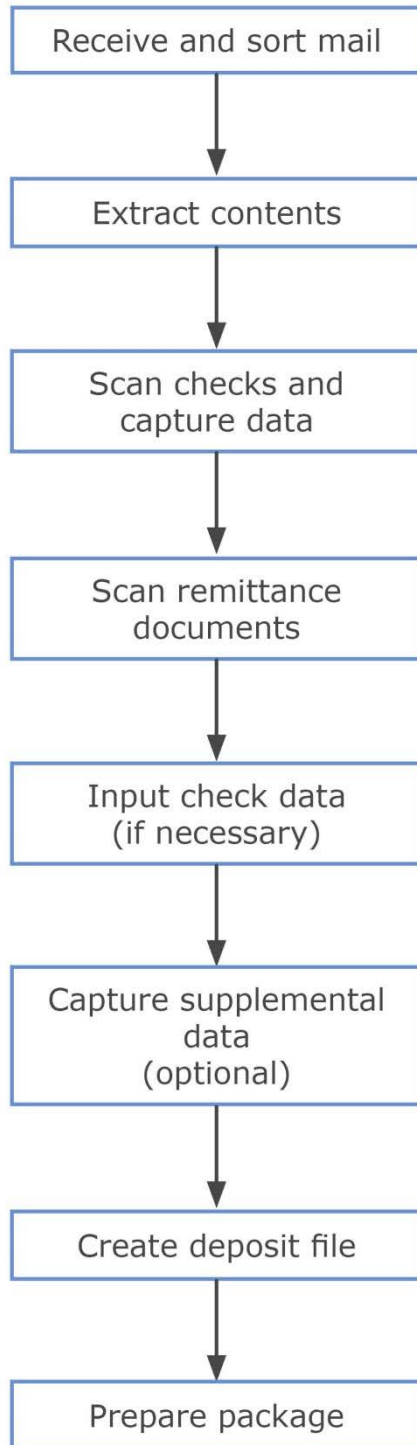 Receive and sort mail
Extract contents
Scan checks and
capture data
Scan remittance
documents
Input check data
(if necessary)
Capture supplemental
data
(optional)
Create deposit file
Prepare package